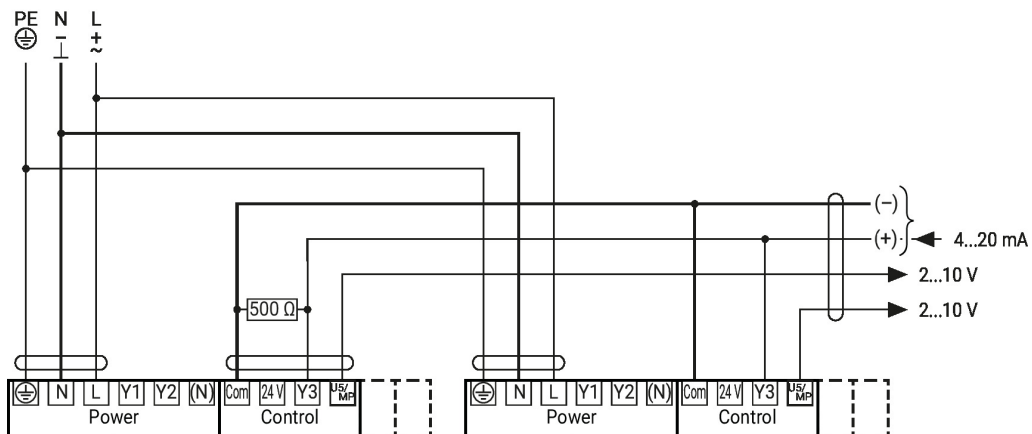 PE N L
– +
~
(–)
(+) 4...20 mA
2...10 V
500 Ω 2...10 V
N L Y1 Y2 (N) Com 24 V Y3 U5/MP N L Y1 Y2 (N) Com 24 V Y3 U5/MP
Power Control Power Control